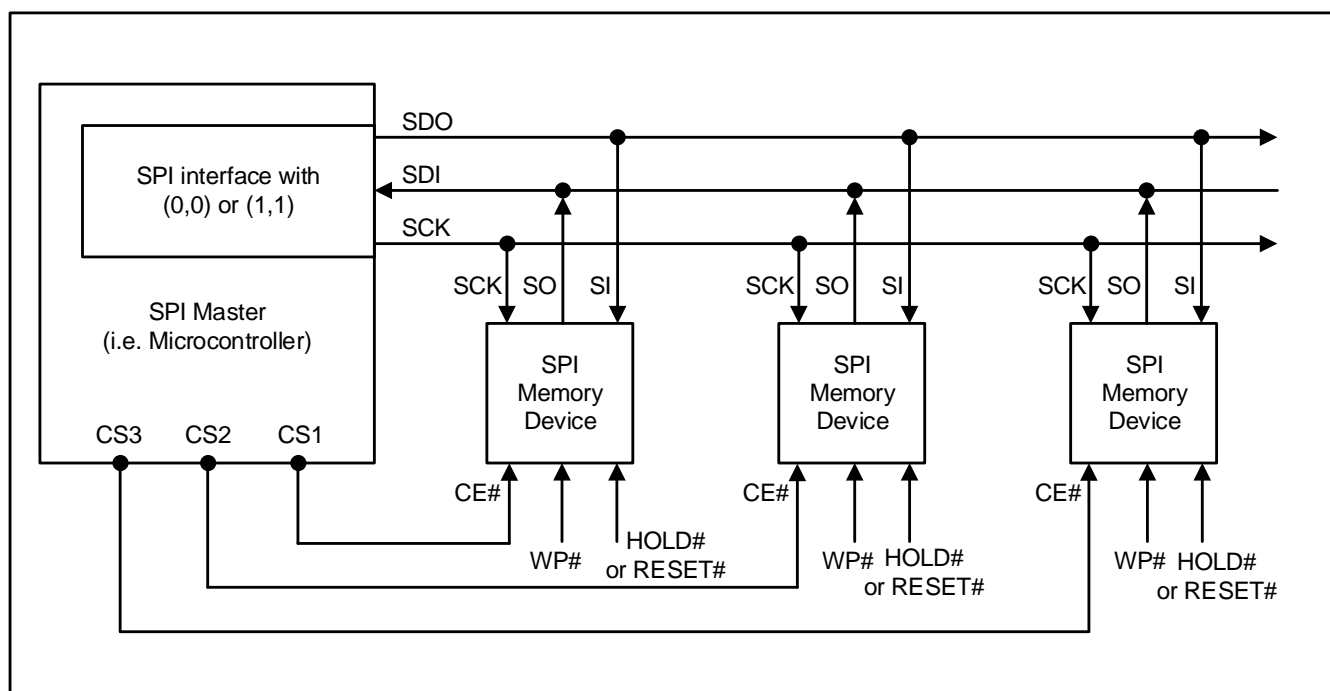 SDO
SPI interface with
(0,0) or (1,1)
SDI
SCK
SPI Master
(i.e. Microcontroller)
SCK SO SI
SCK SO SI
SCK SO SI
SPI
Memory
Device
SPI
Memory
Device
SPI
Memory
Device
CS3 CS2 CS1
CE#
WP#
HOLD#
or RESET#
CE#
WP#
HOLD#
or RESET#
CE#
WP#
HOLD#
or RESET#